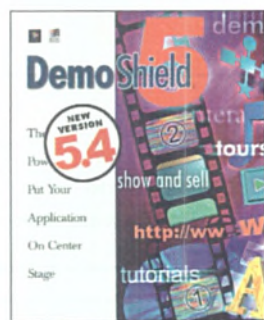 dem
DemoShield
5
NEW
VERSION
5.4
The
Pow
Put Your
Application
On Center
Stage
tera
2
tours
show and sell
http://ww
W
tutorials
1
A